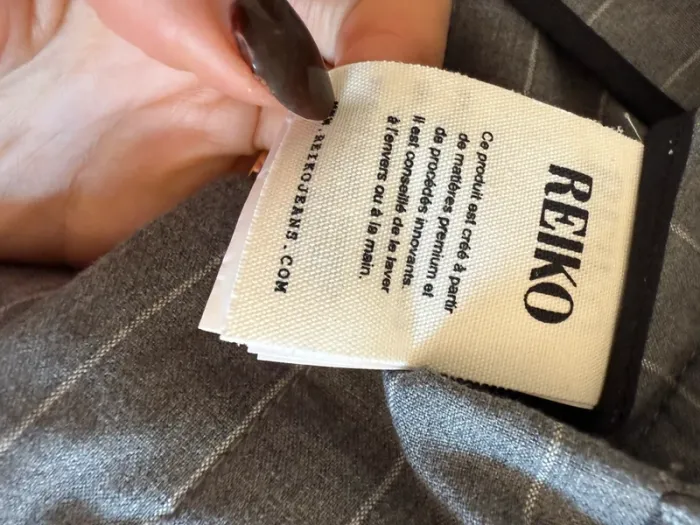 REIKO
Ce produit est créé à partir
de matières premium et
de procédés innovants.
Il est conseillé de le laver
à l'envers ou à la main.
.REIKOJEANS.COM